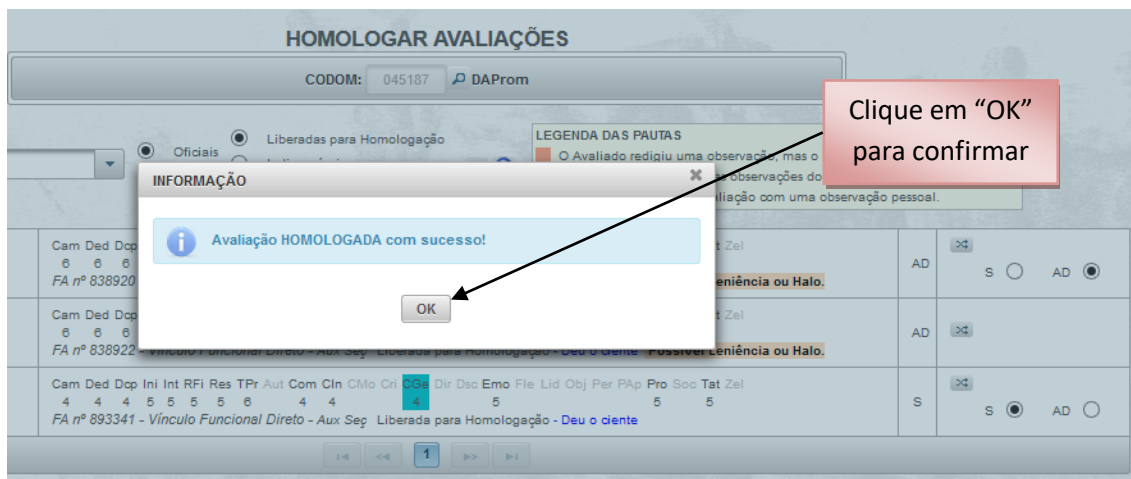 HOMOLOGAR AVALIAÇÕES
CODOM: 045187 DAProm
Clique em “OK”
para confirmar
Oficiais
Liberadas para Homologação
LEGENDA DAS PAUTAS
O Avaliado redigiu uma observação, mas o
observações do
com uma observação pessoal.
INFORMAÇÃO
Avaliação HOMOLOGADA com sucesso!
OK
Cam Ded Dcp t Zel
6 6 6
FA nº 838920 eniência ou Halo.
AD
S AD
Cam Ded Dcp t Zel
6 6 6
FA nº 838922 - Vínculo Funcional Direto - Aux Seç Liberada para Homologação - Deu o ciente Possível Leniência ou Halo.
AD
Cam Ded Dcp Ini Int RFi Res TPr Aut Com Cln CMo Cri CGe Dir Dsc Emo Fle Lid Obj Per PAp Pro Soc Tat Zel
4 4 4 5 5 5 5 6 4 4 4 5 5 5
FA nº 893341 - Vínculo Funcional Direto - Aux Seç Liberada para Homologação - Deu o ciente
S
S AD
1